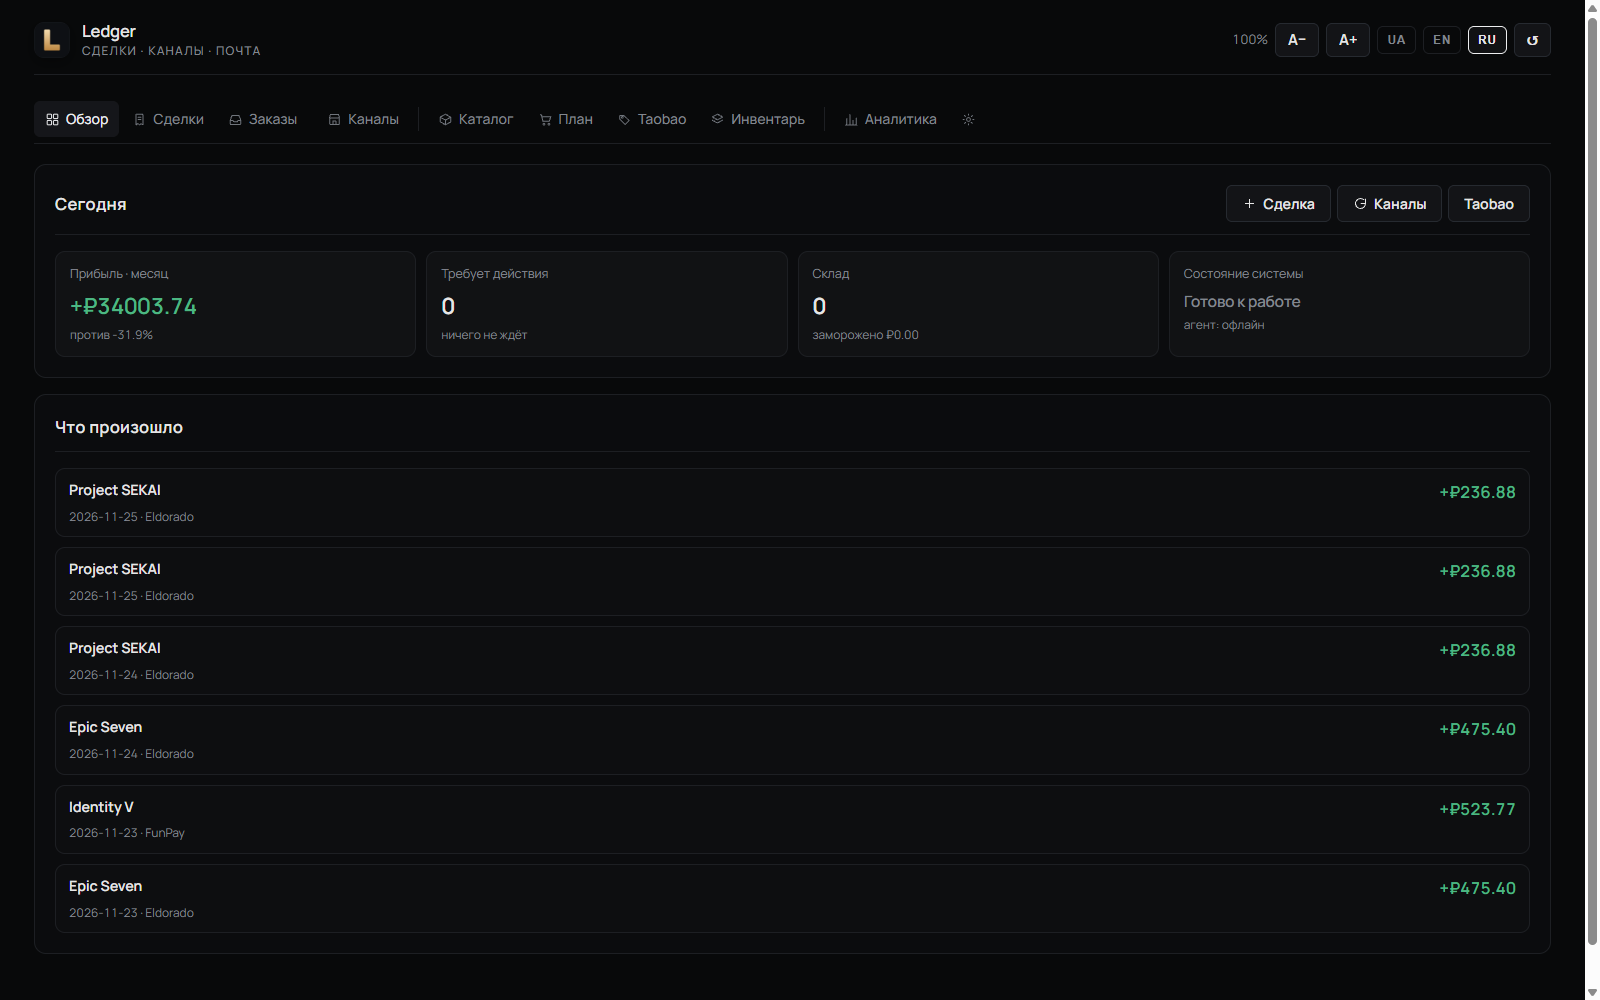 Ledger
СДЕЛКИ · КАНАЛЫ · ПОЧТА
100% A− A+ UA EN RU ↺
Обзор Сделки Заказы Каналы Каталог План Taobao Инвентарь Аналитика
Сегодня
+ Сделка Каналы Taobao
Прибыль · месяц
+₽34003.74
против -31.9%
Требует действия
0
ничего не ждёт
Склад
0
заморожено ₽0.00
Состояние системы
Готово к работе
агент: офлайн
Что произошло
Project SEKAI +₽236.88
2026-11-25 · Eldorado
Project SEKAI +₽236.88
2026-11-25 · Eldorado
Project SEKAI +₽236.88
2026-11-24 · Eldorado
Epic Seven +₽475.40
2026-11-24 · Eldorado
Identity V +₽523.77
2026-11-23 · FunPay
Epic Seven +₽475.40
2026-11-23 · Eldorado